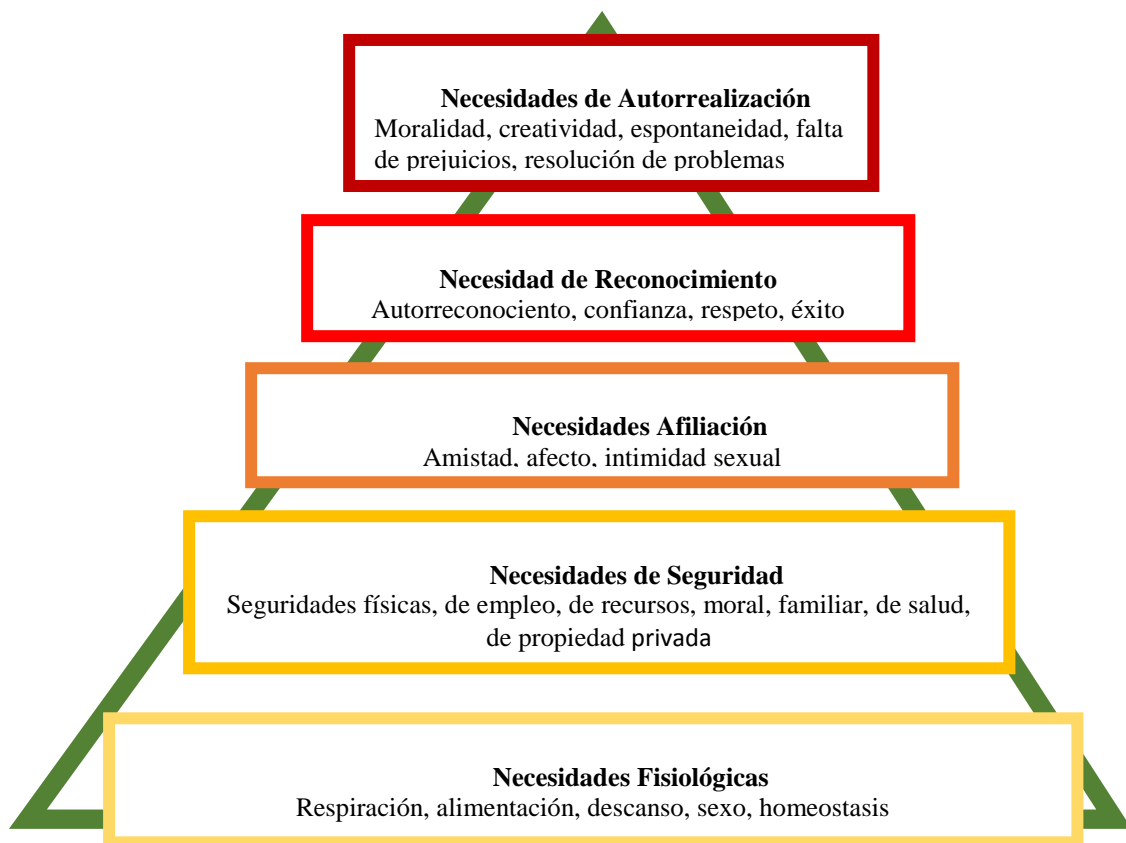 Necesidades de Autorrealización
Moralidad, creatividad, espontaneidad, falta
de prejuicios, resolución de problemas
Necesidad de Reconocimiento
Autorreconociento, confianza, respeto, éxito
Necesidades Afiliación
Amistad, afecto, intimidad sexual
Necesidades de Seguridad
Seguridades físicas, de empleo, de recursos, moral, familiar, de salud,
de propiedad privada
Necesidades Fisiológicas
Respiración, alimentación, descanso, sexo, homeostasis